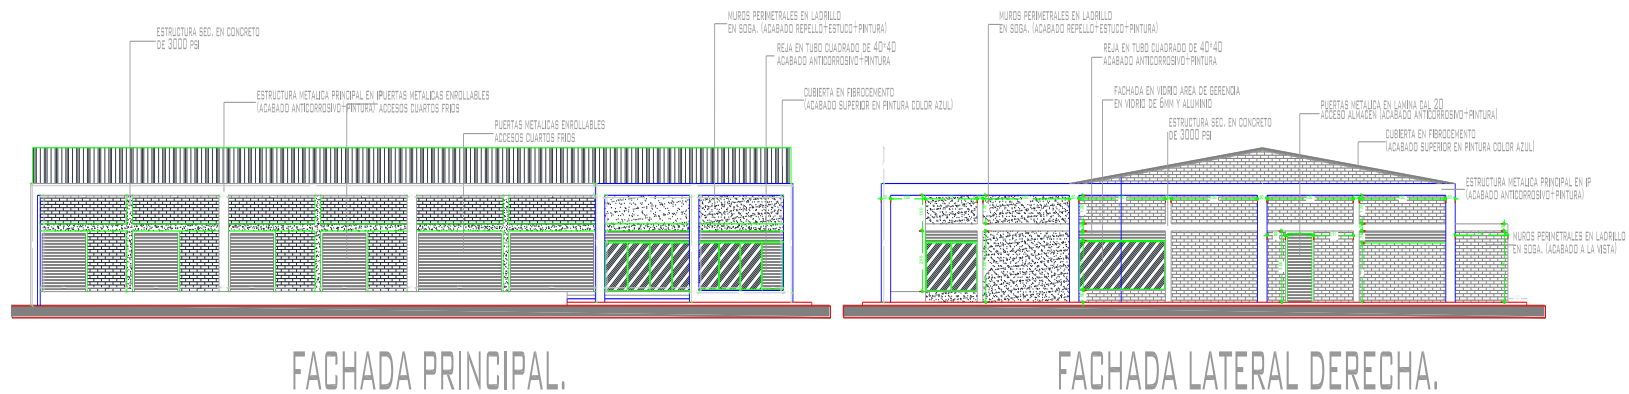 ESTRUCTURA SEC. EN CONCRETO
DE 3000 PSI
ESTRUCTURA METALICA PRINCIPAL EN IP
(ACABADO ANTICORROSIVO+PINTURA)
PUERTAS METALICAS ENROLLABLES
ACCESOS CUARTOS FRIOS
PUERTAS METALICAS ENROLLABLES
ACCESOS CUARTOS FRIOS
MUROS PERIMETRALES EN LADRILLO
EN SOGA. (ACABADO REPELLO+ESTUCO+PINTURA)
REJA EN TUBO CUADRADO DE 40*40
ACABADO ANTICORROSIVO+PINTURA
CUBIERTA EN FIBROCEMENTO
(ACABADO SUPERIOR EN PINTURA COLOR AZUL)
FACHADA PRINCIPAL.
MUROS PERIMETRALES EN LADRILLO
EN SOGA. (ACABADO REPELLO+ESTUCO+PINTURA)
REJA EN TUBO CUADRADO DE 40*40
ACABADO ANTICORROSIVO+PINTURA
FACHADA EN VIDRIO AREA DE GERENCIA
EN VIDRIO DE 6MM Y ALUMINIO
ESTRUCTURA SEC. EN CONCRETO
DE 3000 PSI
PUERTAS METALICA EN LAMINA CAL 20
ACCESO ALMACEN (ACABADO ANTICORROSIVO+PINTURA)
CUBIERTA EN FIBROCEMENTO
(ACABADO SUPERIOR EN PINTURA COLOR AZUL)
ESTRUCTURA METALICA PRINCIPAL EN IP
(ACABADO ANTICORROSIVO+PINTURA)
MUROS PERIMETRALES EN LADRILLO
EN SOGA. (ACABADO A LA VISTA)
FACHADA LATERAL DERECHA.